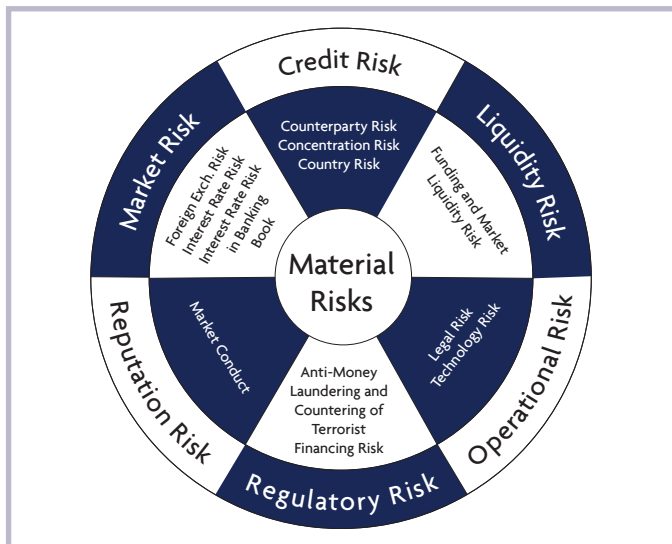 Credit Risk
Counterparty Risk
Concentration Risk
Country Risk
Liquidity Risk
Funding and Market
Liquidity Risk
Operational Risk
Legal Risk
Technology Risk
Regulatory Risk
Anti-Money
Laundering and
Countering of
Terrorist
Financing Risk
Reputation Risk
Market Conduct
Market Risk
Foreign Exch. Risk
Interest Rate Risk
Interest Rate Risk
in Banking
Book
Material
Risks